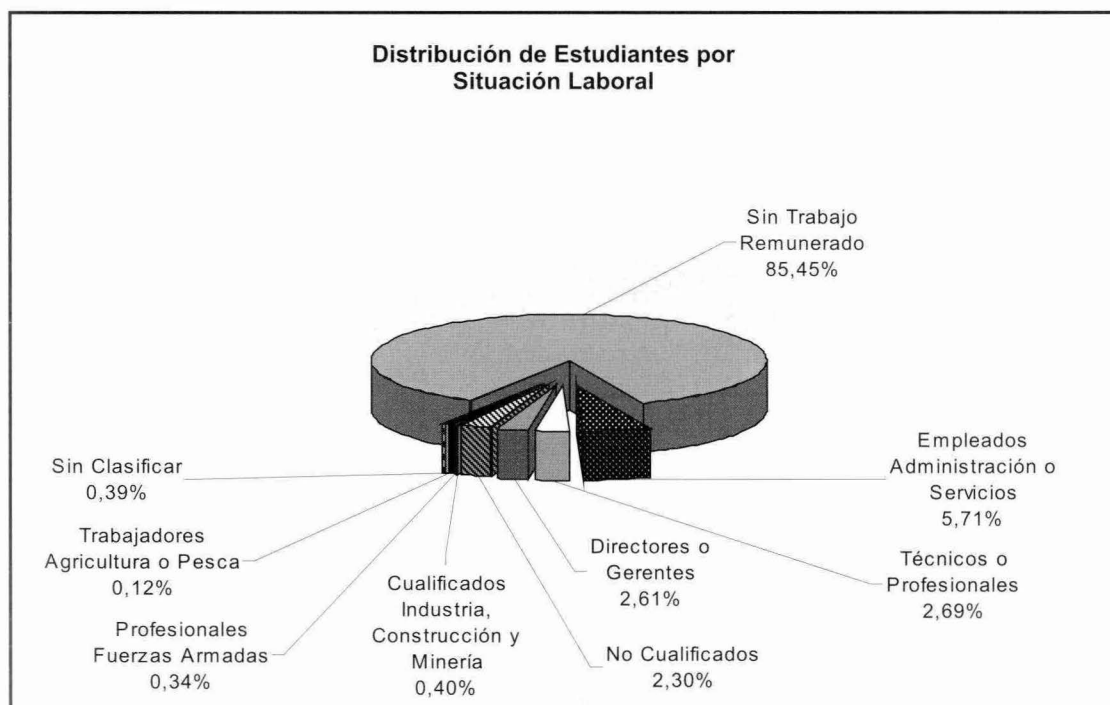 Distribución de Estudiantes por
Situación Laboral
Sin Trabajo
Remunerado
85,45%
Empleados
Administración o
Servicios
5,71%
Técnicos o
Profesionales
2,69%
Directores o
Gerentes
2,61%
No Cualificados
2,30%
Cualificados
Industria,
Construcción y
Minería
0,40%
Profesionales
Fuerzas Armadas
0,34%
Trabajadores
Agricultura o Pesca
0,12%
Sin Clasificar
0,39%